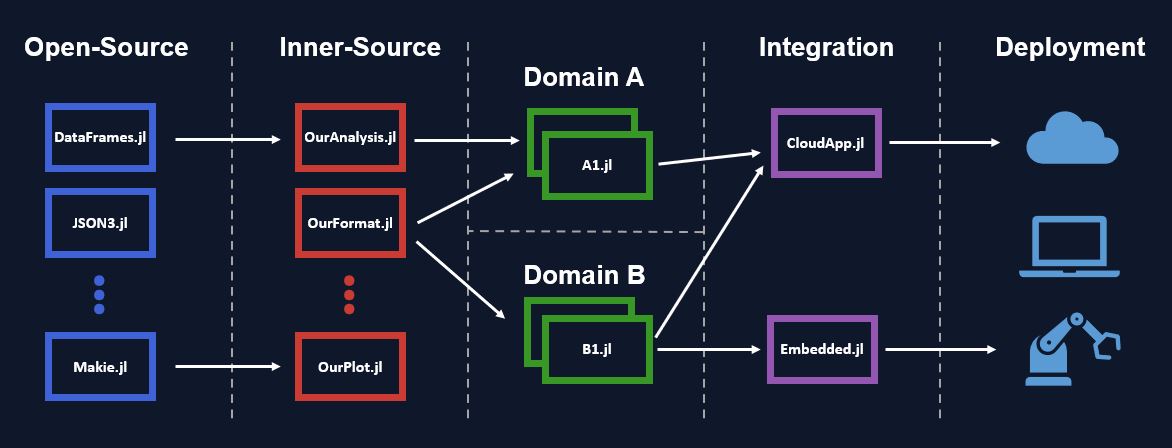 Open-Source
Inner-Source
Domain A
Integration
Deployment
DataFrames.jl
OurAnalysis.jl
A1.jl
CloudApp.jl
JSON3.jl
OurFormat.jl
Domain B
Makie.jl
OurPlot.jl
B1.jl
Embedded.jl